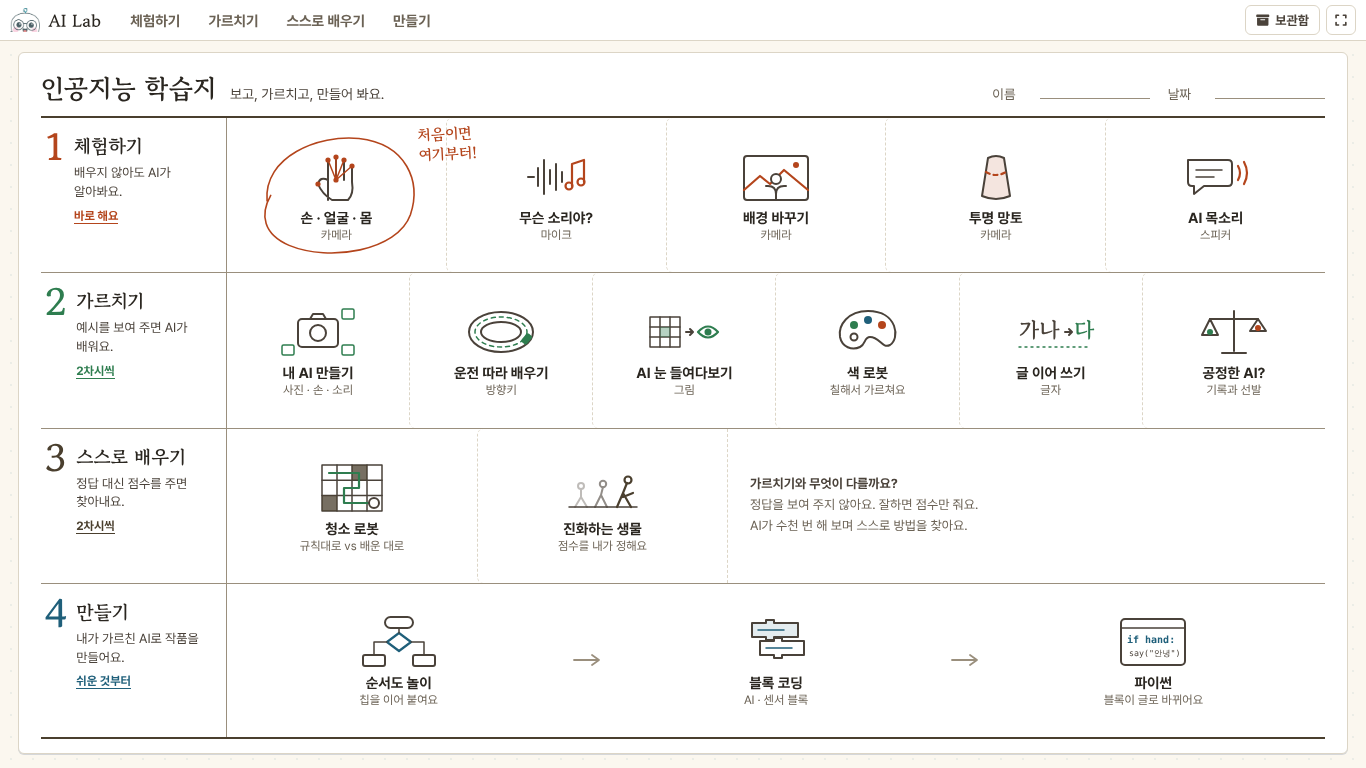 AI Lab 체험하기 가르치기 스스로 배우기 만들기 보관함
인공지능 학습지 보고, 가르치고, 만들어 봐요. 이름 날짜
1 체험하기
배우지 않아도 AI가
알아봐요.
바로 해요
처음이면
여기부터!
손 · 얼굴 · 몸
카메라
무슨 소리야?
마이크
배경 바꾸기
카메라
투명 망토
카메라
AI 목소리
스피커
2 가르치기
예시를 보여 주면 AI가
배워요.
2차시씩
내 AI 만들기
사진 · 손 · 소리
운전 따라 배우기
방향키
AI 눈 들여다보기
그림
색 로봇
칠해서 가르쳐요
가나→다
글 이어 쓰기
글자
공정한 AI?
기록과 선발
3 스스로 배우기
정답 대신 점수를 주면
찾아내요.
2차시씩
청소 로봇
규칙대로 vs 배운 대로
진화하는 생물
점수를 내가 정해요
가르치기와 무엇이 다를까요?
정답을 보여 주지 않아요. 잘하면 점수만 줘요.
AI가 수천 번 해 보며 스스로 방법을 찾아요.
4 만들기
내가 가르친 AI로 작품을
만들어요.
쉬운 것부터
순서도 놀이
칩을 이어 붙여요
→
블록 코딩
AI · 센서 블록
→
if hand:
say("안녕")
파이썬
블록이 글로 바뀌어요